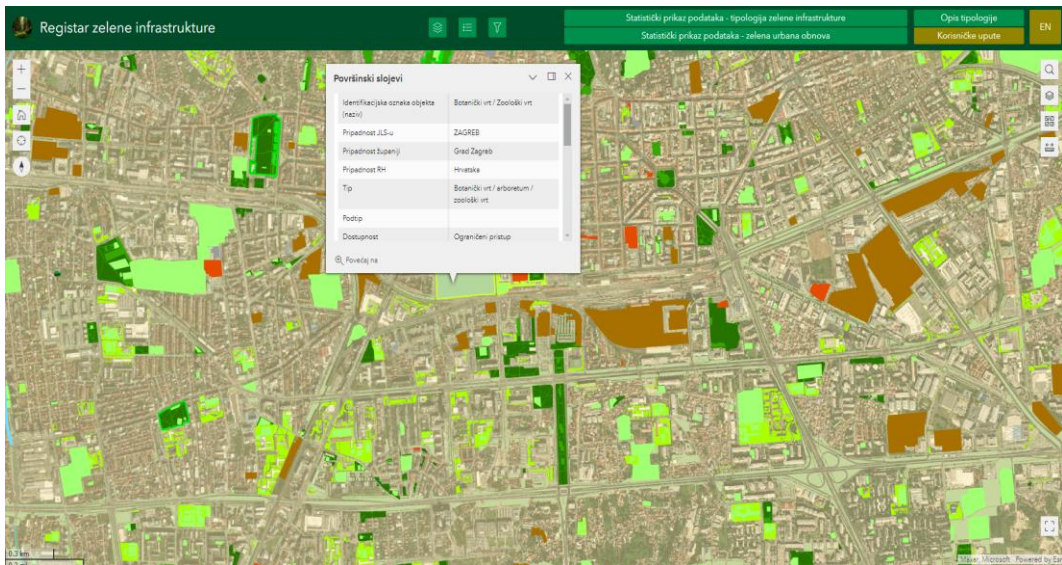 Registar zelene infrastrukture
Statistički prikaz podataka - tipologija zelene infrastrukture
Opis tipologije
EN
Statistički prikaz podataka - zelena urbana obnova
Korisničke upute
Površinski slojevi
Identifikacijska oznaka objekta Botanički vrt / Zoološki vrt
(naziv)
Pripadnost JLS-u ZAGREB
Pripadnost županiji Grad Zagreb
Pripadnost RH Hrvatska
Tip Botanički vrt / arboretum /
zoološki vrt
Podtip
Dostupnost Ograničeni pristup
Povećaj na
0.3 km
Maxar, Microsoft Powered by Esri